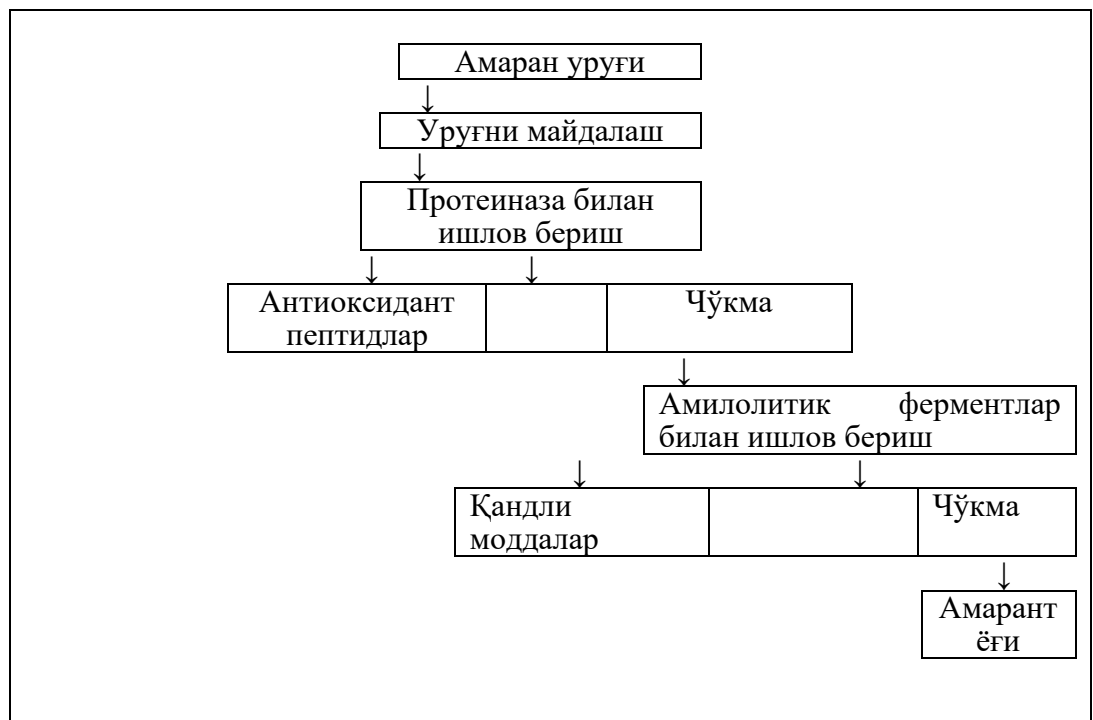 Амаран уруғи
Уруғни майдалаш
Протеиназа билан
ишлов бериш
Антиоксидант
пептидлар
Чўкма
Амилолитик ферментлар
билан ишлов бериш
Қандли
моддалар
Чўкма
Амарант
ёғи